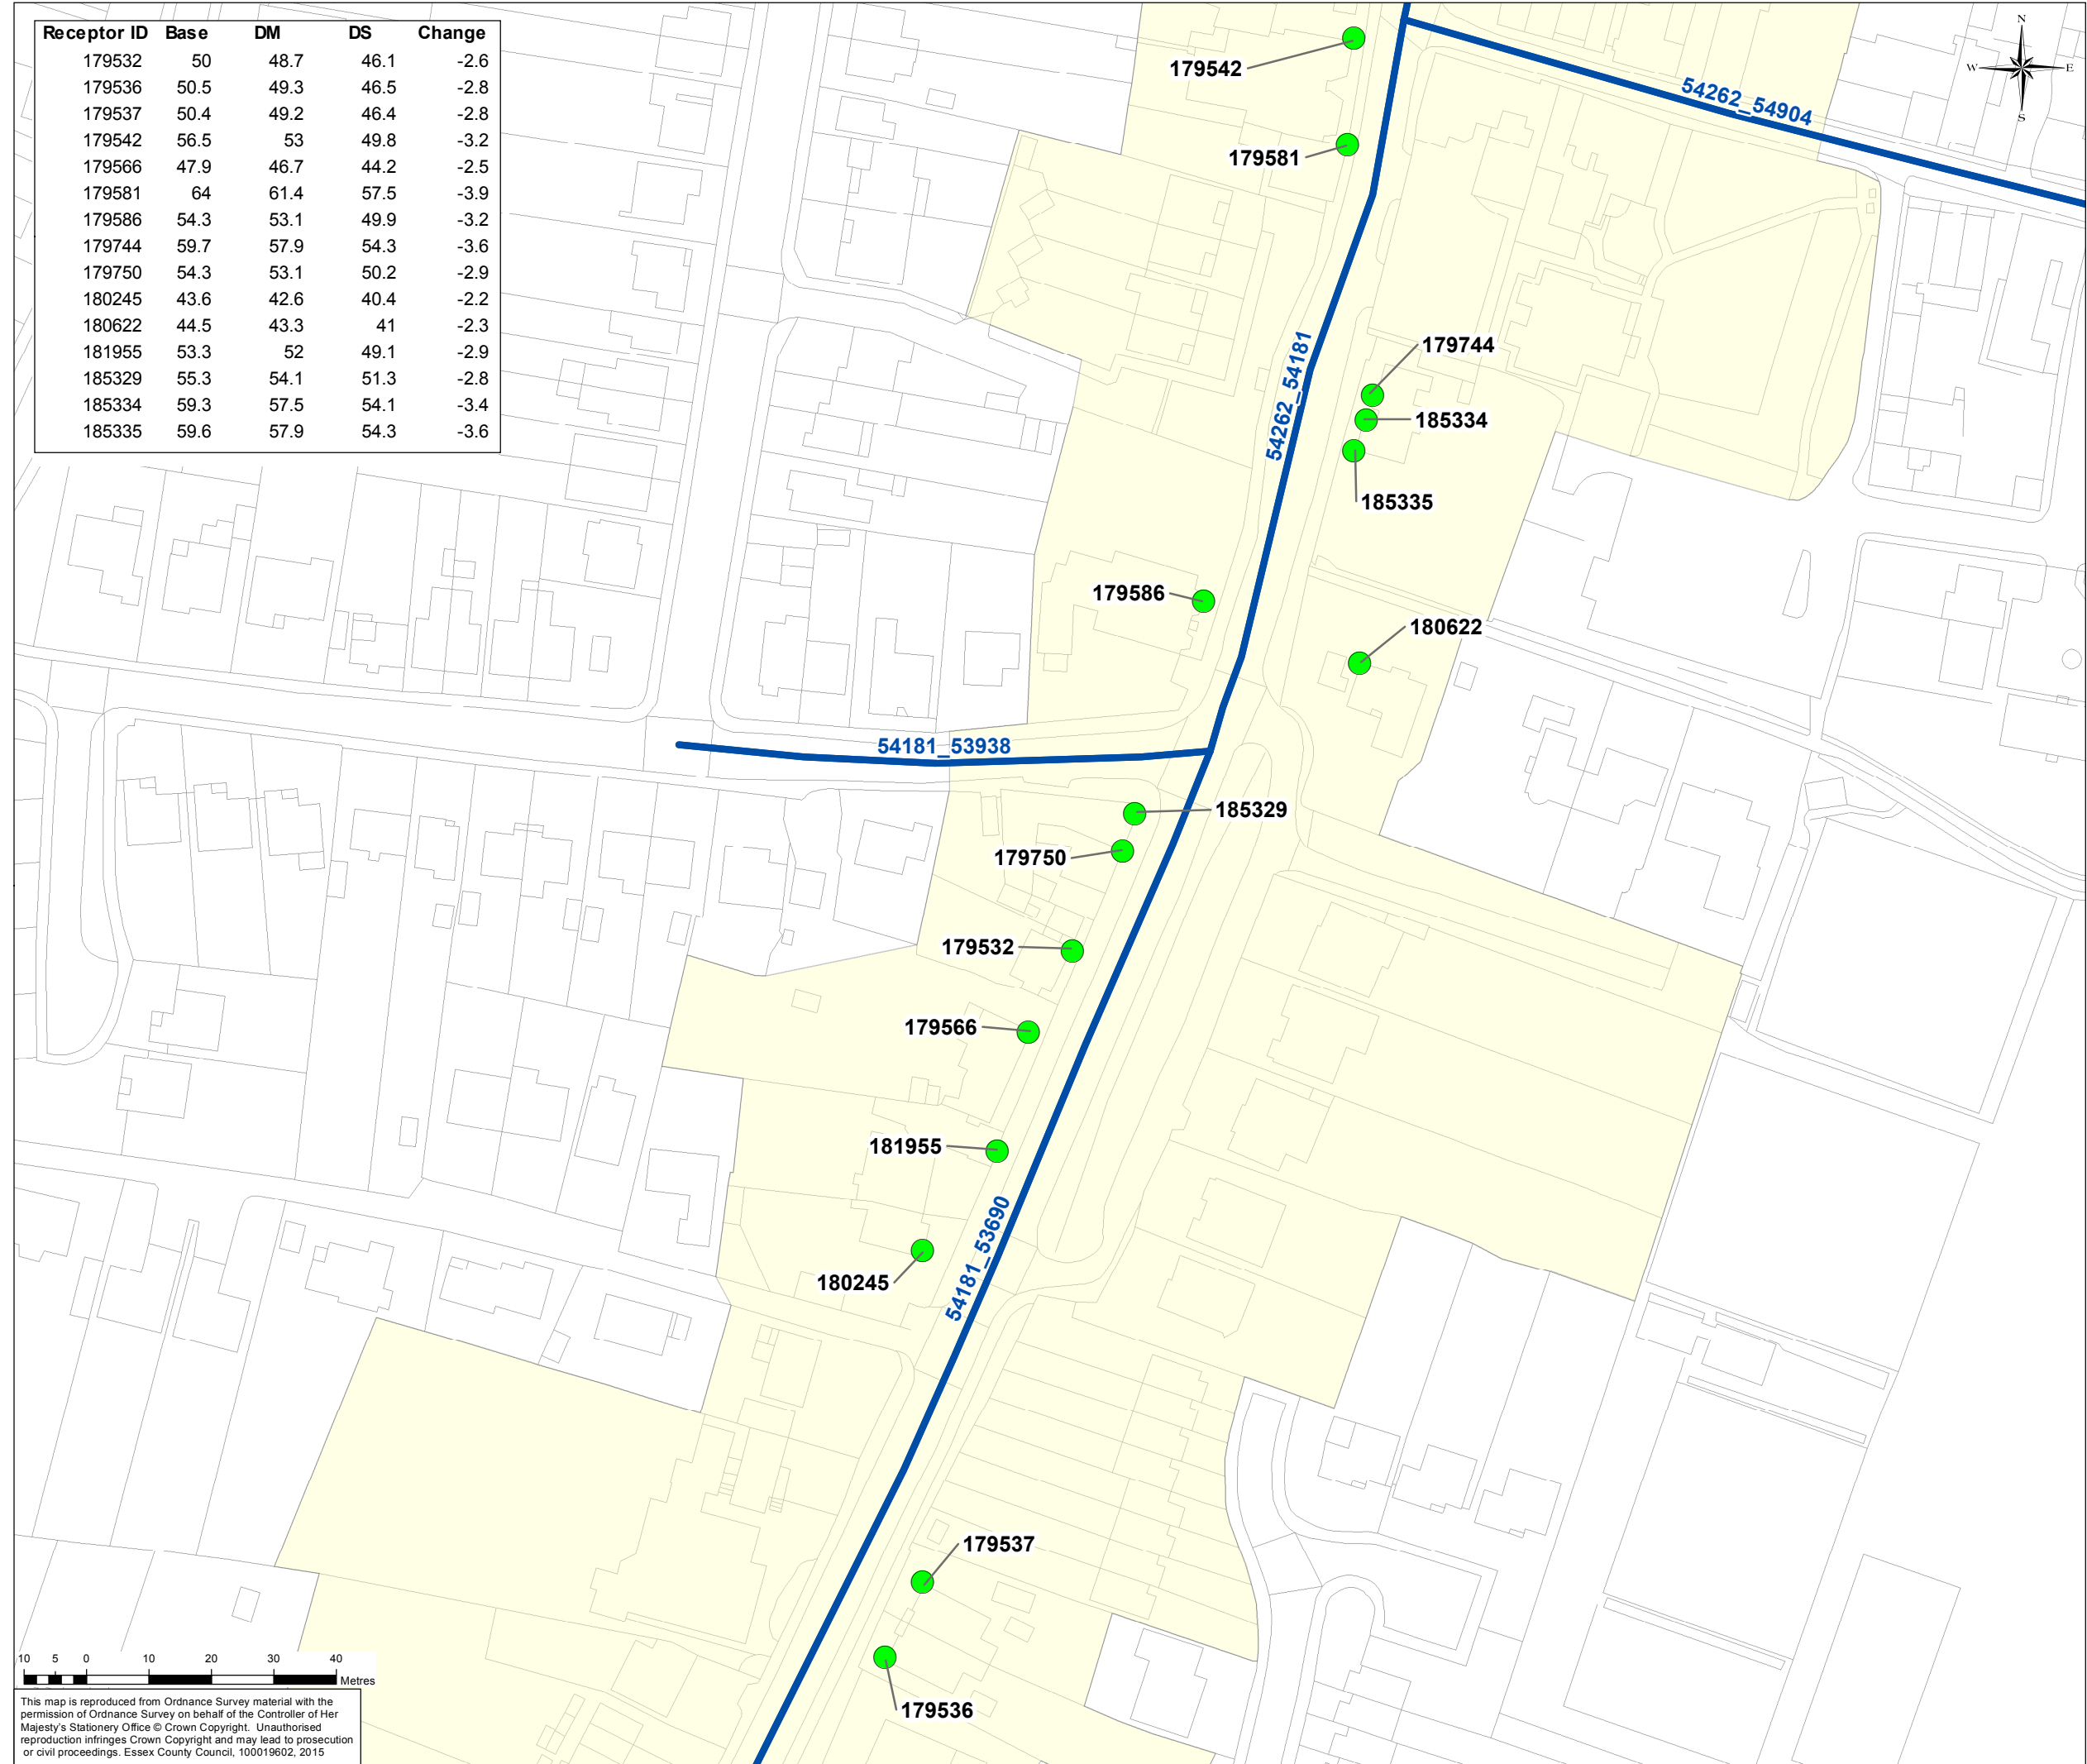 Receptor ID Base DM DS Change
179532 50 48.7 46.1 -2.6
179536 50.5 49.3 46.5 -2.8
179537 50.4 49.2 46.4 -2.8
179542 56.5 53 49.8 -3.2
179566 47.9 46.7 44.2 -2.5
179581 64 61.4 57.5 -3.9
179586 54.3 53.1 49.9 -3.2
179744 59.7 57.9 54.3 -3.6
179750 54.3 53.1 50.2 -2.9
180245 43.6 42.6 40.4 -2.2
180622 44.5 43.3 41 -2.3
181955 53.3 52 49.1 -2.9
185329 55.3 54.1 51.3 -2.8
185334 59.3 57.5 54.1 -3.4
185335 59.6 57.9 54.3 -3.6
N
W E
S
179542
54262_54904
179581
179744
54262_54181
185334
185335
179586
180622
54181_53938
185329
179750
179532
179566
181955
54181_53690
180245
179537
179536
10 5 0 10 20 30 40
Metres
This map is reproduced from Ordnance Survey material with the
permission of Ordnance Survey on behalf of the Controller of Her
Majesty's Stationery Office © Crown Copyright. Unauthorised
reproduction infringes Crown Copyright and may lead to prosecution
or civil proceedings. Essex County Council, 100019602, 2015